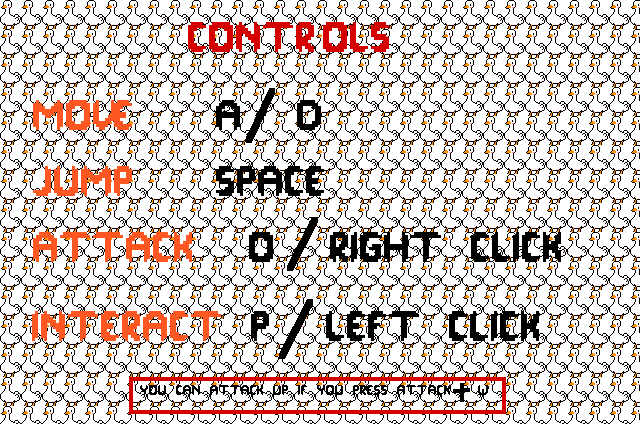 CONTROLS
MOVE A / D
JUMP SPACE
ATTACK O / RIGHT CLICK
INTERACT P / LEFT CLICK
YOU CAN ATTACK UP IF YOU PRESS ATTACK + W